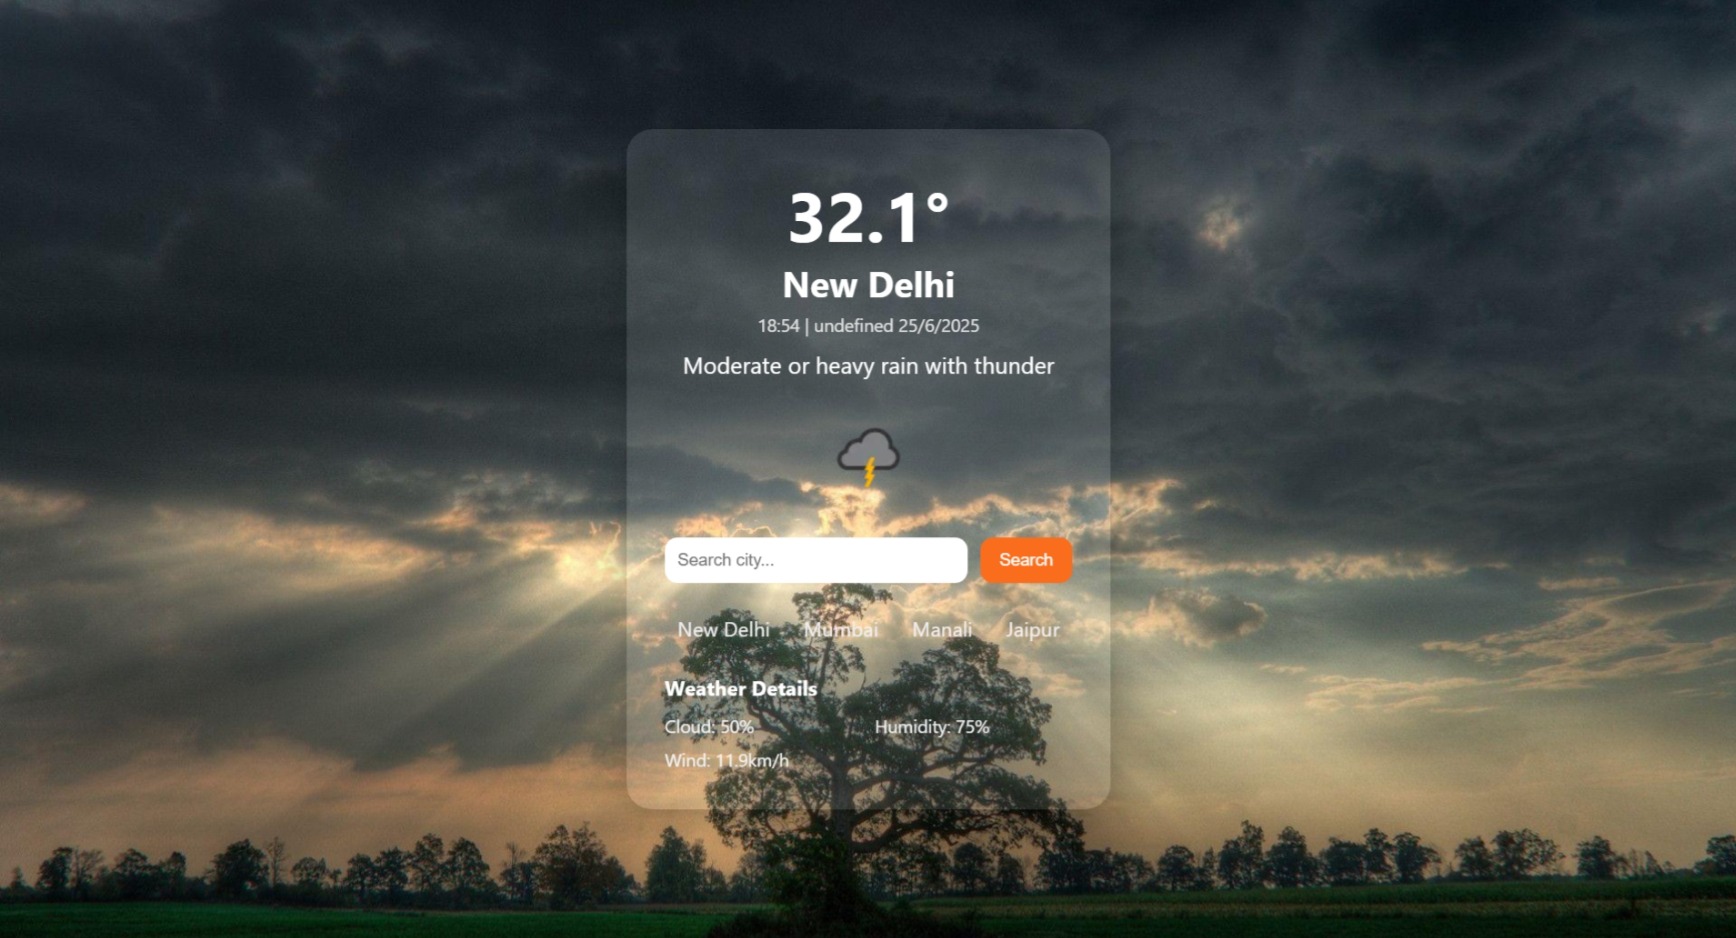 32.1°
New Delhi
18:54 | undefined 25/6/2025
Moderate or heavy rain with thunder
Search city...
Search
New Delhi Mumbai Manali Jaipur
Weather Details
Cloud: 50% Humidity: 75%
Wind: 11.9km/h